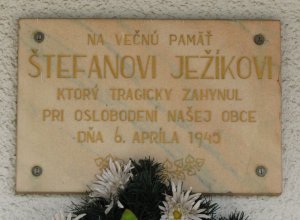 NA VEČNÚ PAMÄŤ
ŠTEFANOVI JEŽÍKOVI
KTORÝ TRAGICKY ZAHYNUL
PRI OSLOBODENÍ NAŠEJ OBCE
DŇA 6. APRÍLA 1945